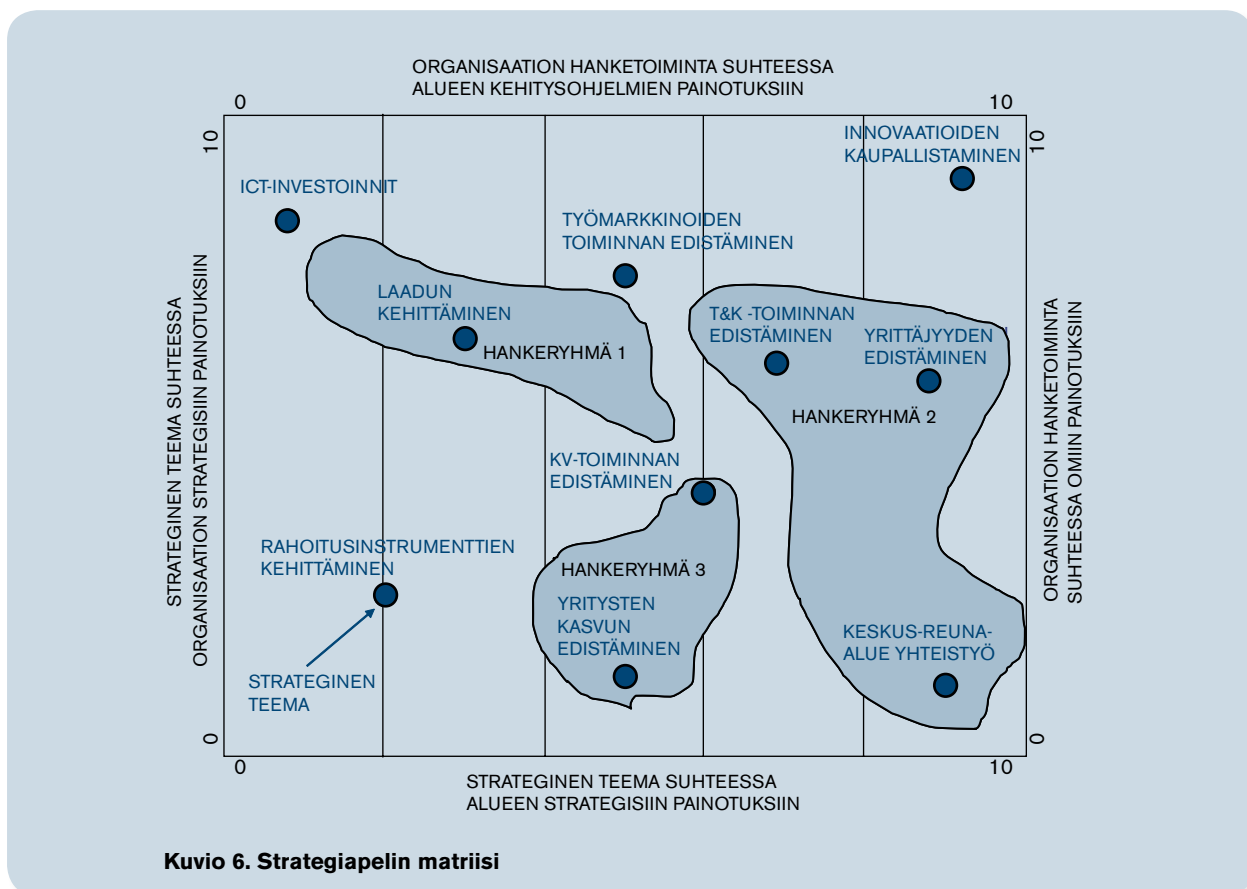 ORGANISAATION HANKETOIMINTA SUHTEESSA
ALUEEN KEHITYSOHJELMIEN PAINOTUKSIIN
0
10
10
10
INNOVAATIOIDEN
KAUPALLISTAMINEN
ICT-INVESTOINNIT
TYÖMARKKINOIDEN
TOIMINNAN EDISTÄMINEN
LAADUN
KEHITTÄMINEN
HANKERYHMÄ 1
T&K -TOIMINNAN
EDISTÄMINEN
YRITTÄJYYDEN
EDISTÄMINEN
HANKERYHMÄ 2
STRATEGINEN TEEMA SUHTEESSA
ORGANISAATION STRATEGISIIN PAINOTUKSIIN
ORGANISAATION HANKETOIMINTA
SUHTEESSA OMIIN PAINOTUKSIIN
KV-TOIMINNAN
EDISTÄMINEN
RAHOITUSINSTRUMENTTIEN
KEHITTÄMINEN
HANKERYHMÄ 3
YRITYSTEN
KASVUN
EDISTÄMINEN
KESKUS-REUNA-
ALUE YHTEISTYÖ
STRATEGINEN
TEEMA
0
0
0
10
STRATEGINEN TEEMA SUHTEESSA
ALUEEN STRATEGISIIN PAINOTUKSIIN
Kuvio 6. Strategiapelin matriisi